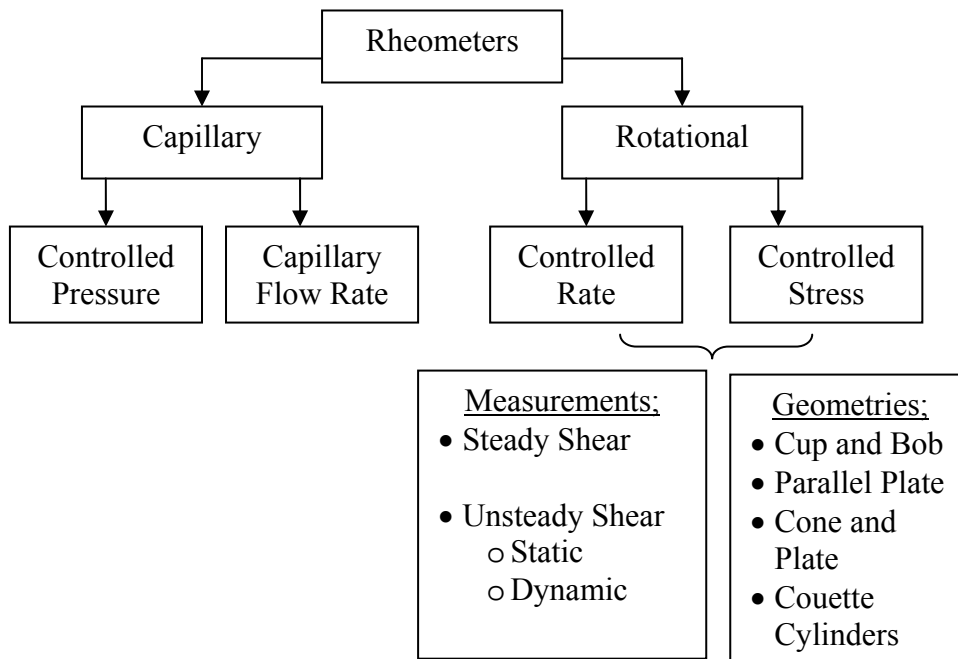 Rheometers
Capillary
Rotational
Controlled
Pressure
Capillary
Flow Rate
Controlled
Rate
Controlled
Stress
Measurements;
• Steady Shear
• Unsteady Shear
o Static
o Dynamic
Geometries;
• Cup and Bob
• Parallel Plate
• Cone and
Plate
• Couette
Cylinders